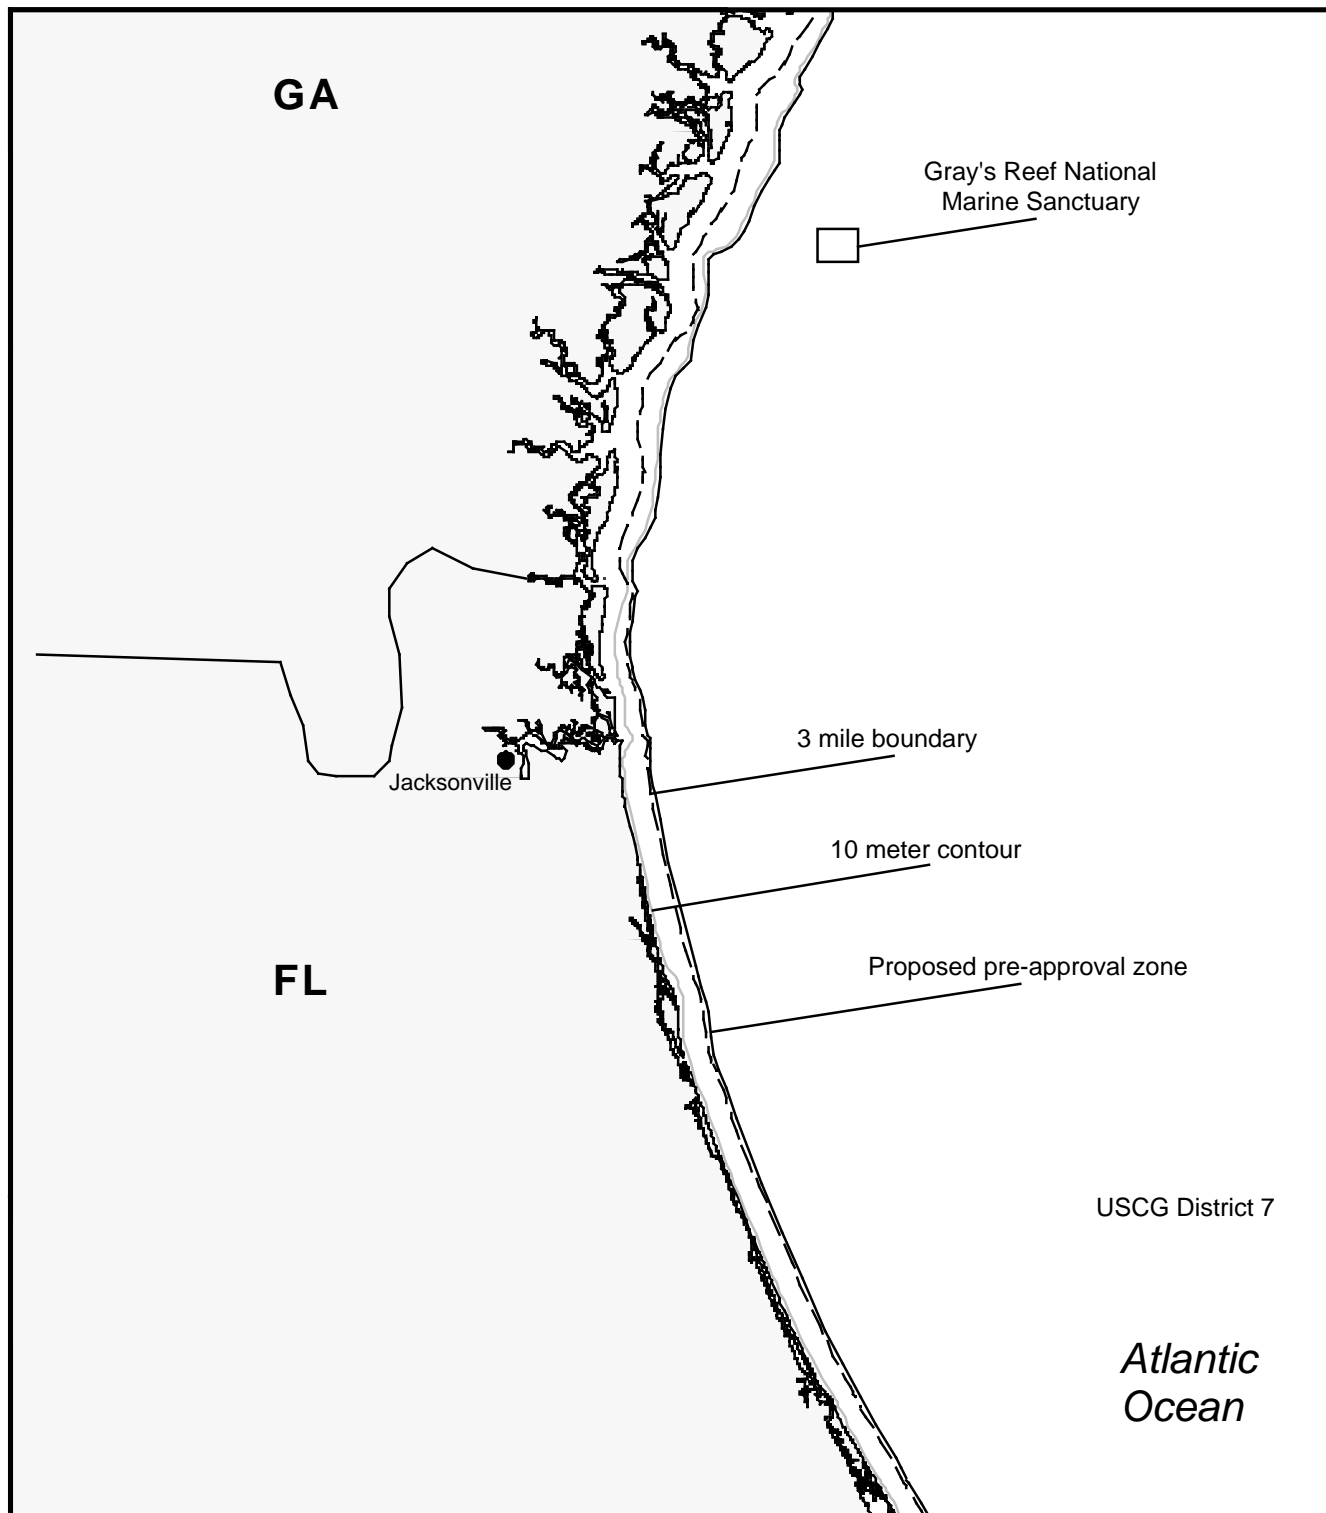 GA
Gray's Reef National
Marine Sanctuary
3 mile boundary
Jacksonville
10 meter contour
FL
Proposed pre-approval zone
USCG District 7
Atlantic
Ocean